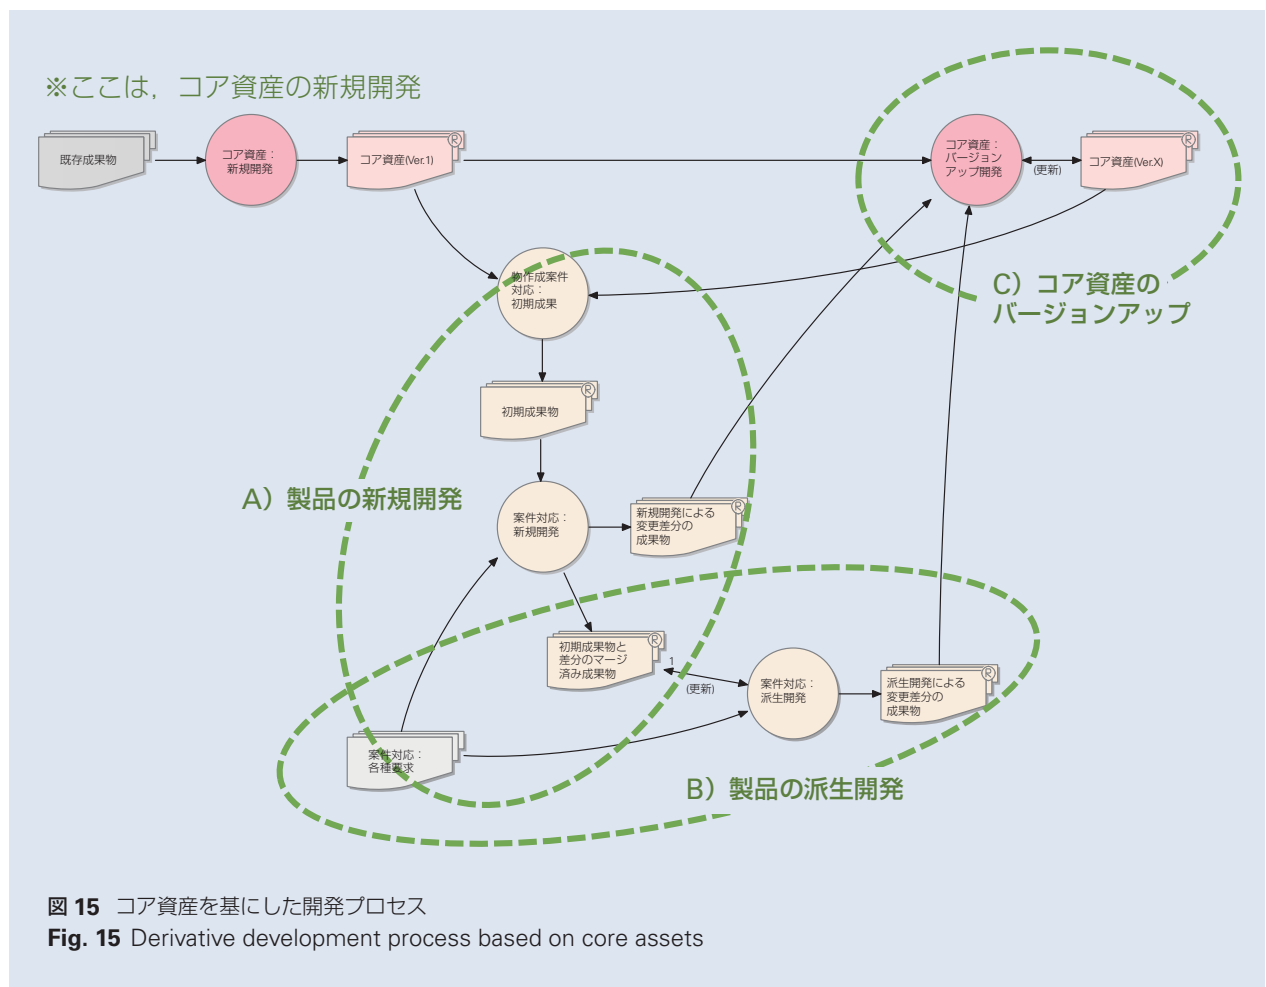 ※ここは，コア資産の新規開発
既存成果物
コア資産：
新規開発
R
コア資産(Ver.1)
コア資産：
バージョン
アップ開発
(更新)
R
コア資産(Ver.X)
C）コア資産の
バージョンアップ
物作成案件
対応：
初期成果
R
初期成果物
A）製品の新規開発
案件対応：
新規開発
R
新規開発による
変更差分の
成果物
R
初期成果物と
差分のマージ
済み成果物
1
(更新)
案件対応：
派生開発
R
派生開発による
変更差分の
成果物
案件対応：
各種要求
B）製品の派生開発
図 15 コア資産を基にした開発プロセス
Fig. 15 Derivative development process based on core assets